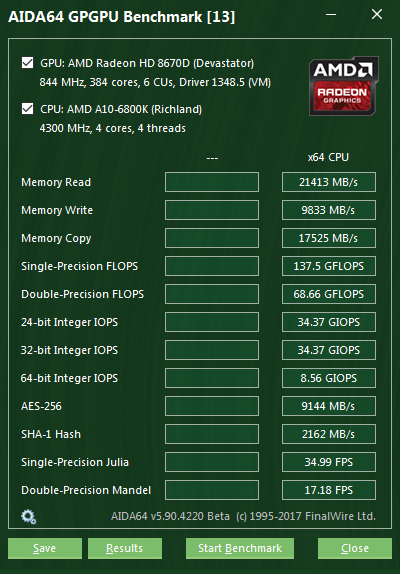 AIDA64 GPGPU Benchmark [13]
GPU: AMD Radeon HD 8670D (Devastator)
844 MHz, 384 cores, 6 CUs, Driver 1348.5 (VM)
CPU: AMD A10-6800K (Richland)
4300 MHz, 4 cores, 4 threads
AMD
RADEON
GRAPHICS
--- x64 CPU
Memory Read 21413 MB/s
Memory Write 9833 MB/s
Memory Copy 17525 MB/s
Single-Precision FLOPS 137.5 GFLOPS
Double-Precision FLOPS 68.66 GFLOPS
24-bit Integer IOPS 34.37 GIOPS
32-bit Integer IOPS 34.37 GIOPS
64-bit Integer IOPS 8.56 GIOPS
AES-256 9144 MB/s
SHA-1 Hash 2162 MB/s
Single-Precision Julia 34.99 FPS
Double-Precision Mandel 17.18 FPS
AIDA64 v5.90.4220 Beta (c) 1995-2017 FinalWire Ltd.
Save Results Start Benchmark Close